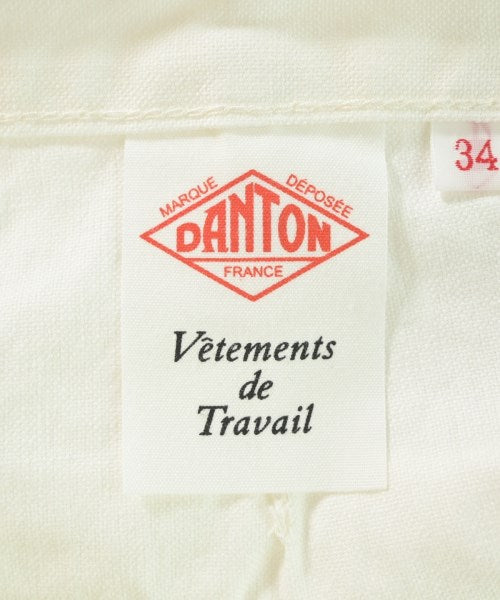 MARQUE DÉPOSÉE
DANTON
FRANCE
Vêtements
de
Travail
34